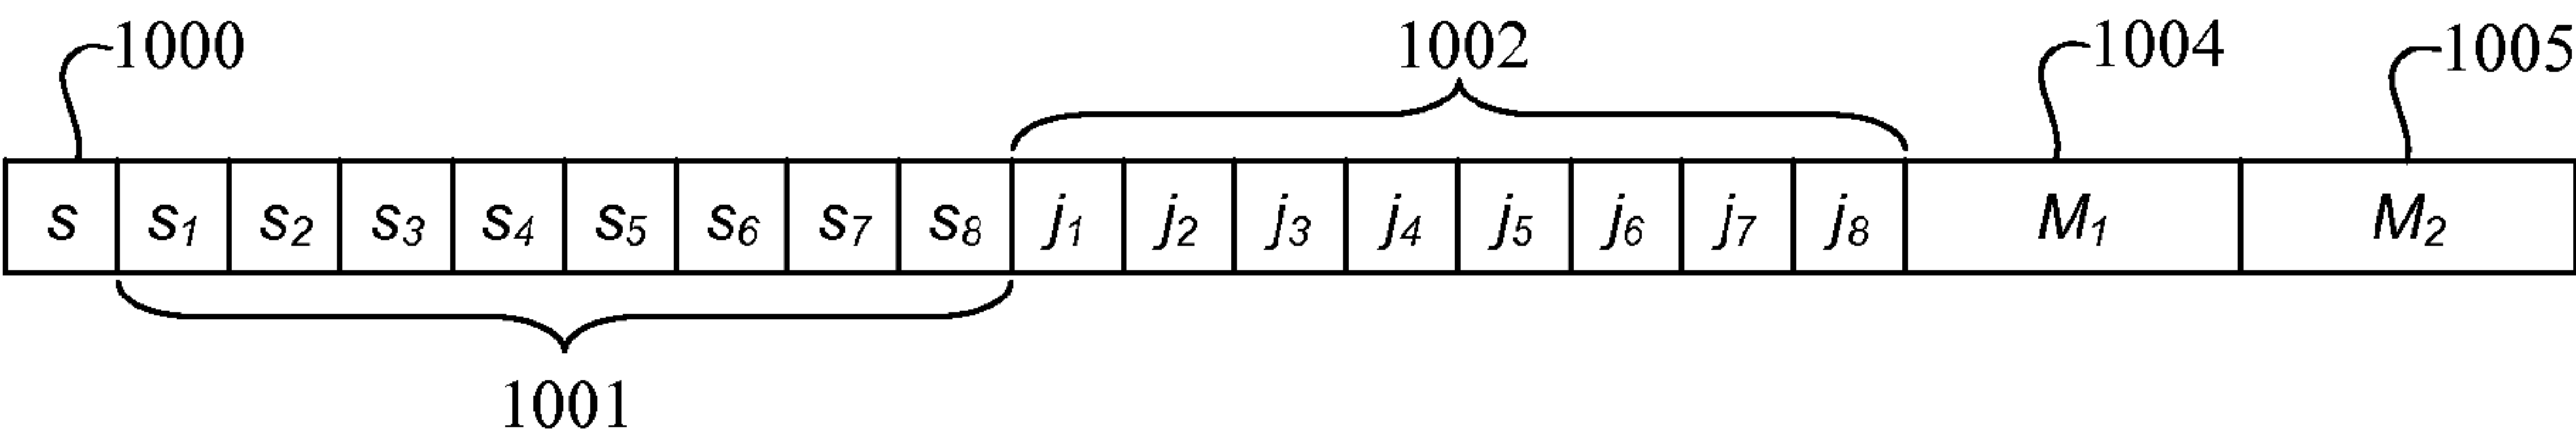 1000 1002 1004 1005
s s₁ s₂ s₃ s₄ s₅ s₆ s₇ s₈ j₁ j₂ j₃ j₄ j₅ j₆ j₇ j₈ M₁ M₂
1001